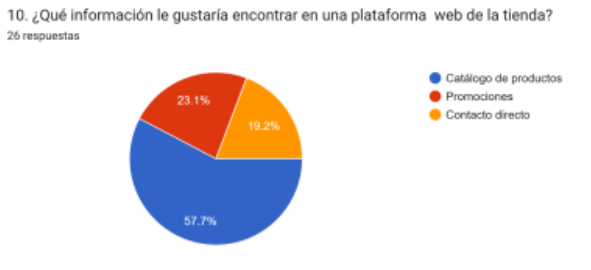 10. ¿Qué información le gustaría encontrar en una plataforma web de la tienda?
26 respuestas
Catálogo de productos
Promociones
Contacto directo
23.1%
19.2%
57.7%